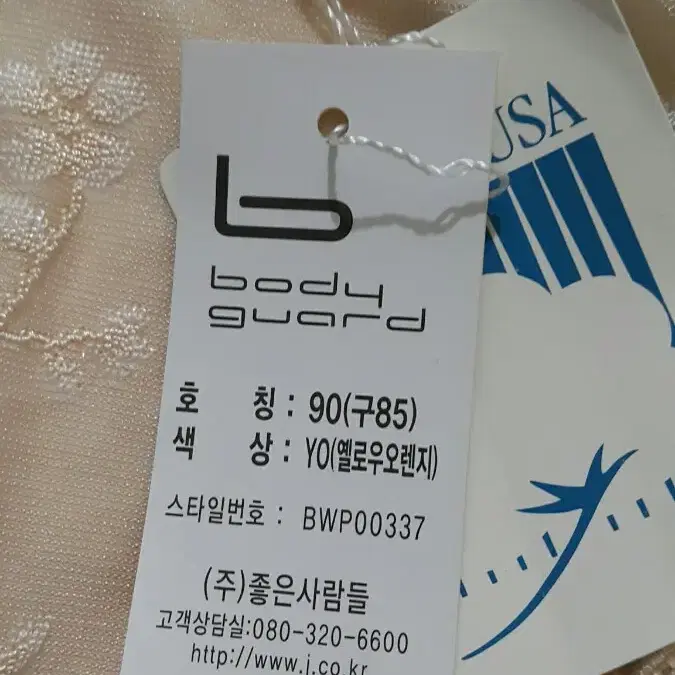 USA
body
guard
호 칭 : 90(구85)
색 상 : YO(옐로우오렌지)
스타일번호 : BWP00337
(주)좋은사람들
고객상담실:080-320-6600
http://www.j.co.kr